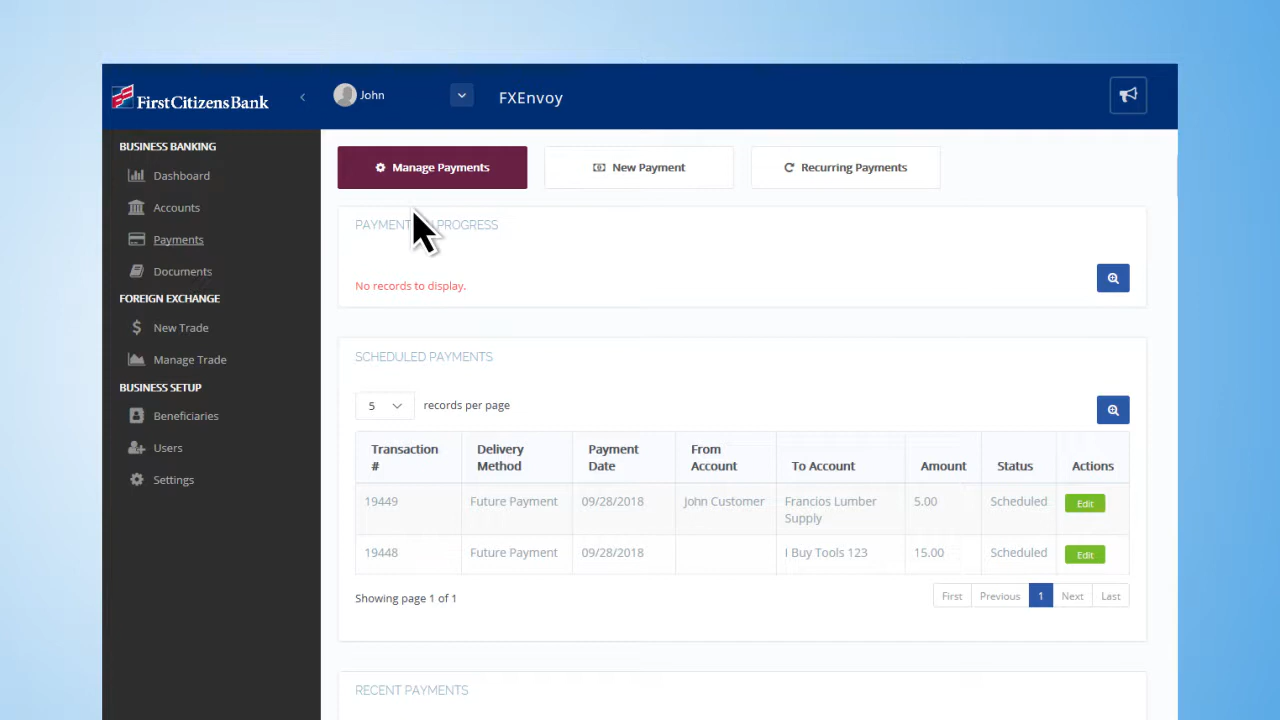 First Citizens Bank
John
FXEnvoy
BUSINESS BANKING
Dashboard
Accounts
Payments
Documents
FOREIGN EXCHANGE
New Trade
Manage Trade
BUSINESS SETUP
Beneficiaries
Users
Settings
Manage Payments
New Payment
Recurring Payments
PAYMENT PROGRESS
No records to display.
SCHEDULED PAYMENTS
5 records per page
Transaction # Delivery Method Payment Date From Account To Account Amount Status Actions
19449 Future Payment 09/28/2018 John Customer Francios Lumber Supply 5.00 Scheduled Edit
19448 Future Payment 09/28/2018 I Buy Tools 123 15.00 Scheduled Edit
Showing page 1 of 1
First Previous 1 Next Last
RECENT PAYMENTS